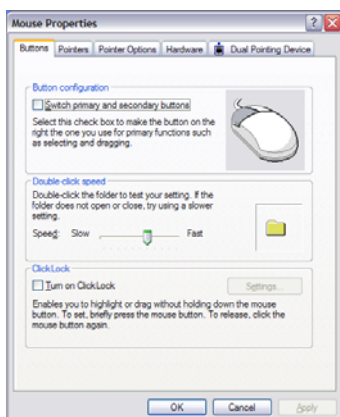 Mouse Properties
Buttons Pointers Pointer Options Hardware Dual Pointing Device
Button configuration
Switch primary and secondary buttons
Select this check box to make the button on the
right the one you use for primary functions such
as selecting and dragging.
Double-click speed
Double-click the folder to test your setting. If the
folder does not open or close, try using a slower
setting.
Speed: Slow Fast
ClickLock
Turn on ClickLock Settings...
Enables you to highlight or drag without holding down the mouse
button. To set, briefly press the mouse button. To release, click the
mouse button again.
OK Cancel Apply